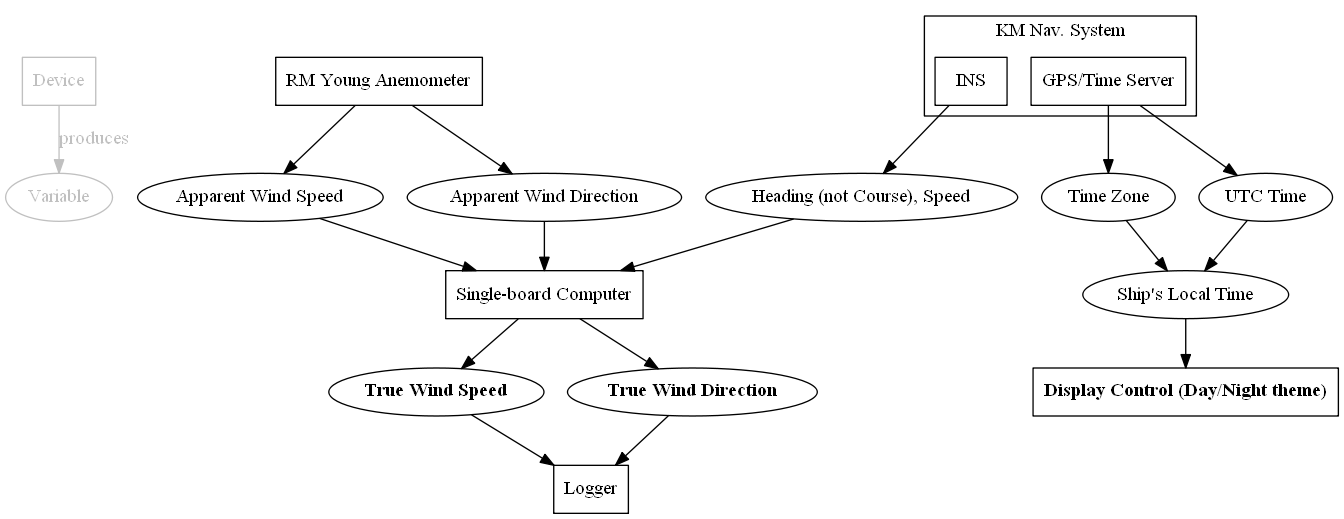 KM Nav. System
Device
RM Young Anemometer
INS
GPS/Time Server
produces
Variable
Apparent Wind Speed
Apparent Wind Direction
Heading (not Course), Speed
Time Zone
UTC Time
Single-board Computer
Ship's Local Time
True Wind Speed
True Wind Direction
Display Control (Day/Night theme)
Logger